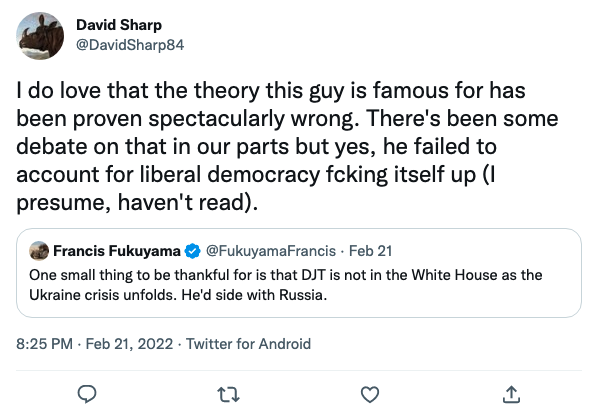 David Sharp
@DavidSharp84
I do love that the theory this guy is famous for has
been proven spectacularly wrong. There's been some
debate on that in our parts but yes, he failed to
account for liberal democracy fcking itself up (I
presume, haven't read).
Francis Fukuyama @FukuyamaFrancis · Feb 21
One small thing to be thankful for is that DJT is not in the White House as the
Ukraine crisis unfolds. He'd side with Russia.
8:25 PM · Feb 21, 2022 · Twitter for Android